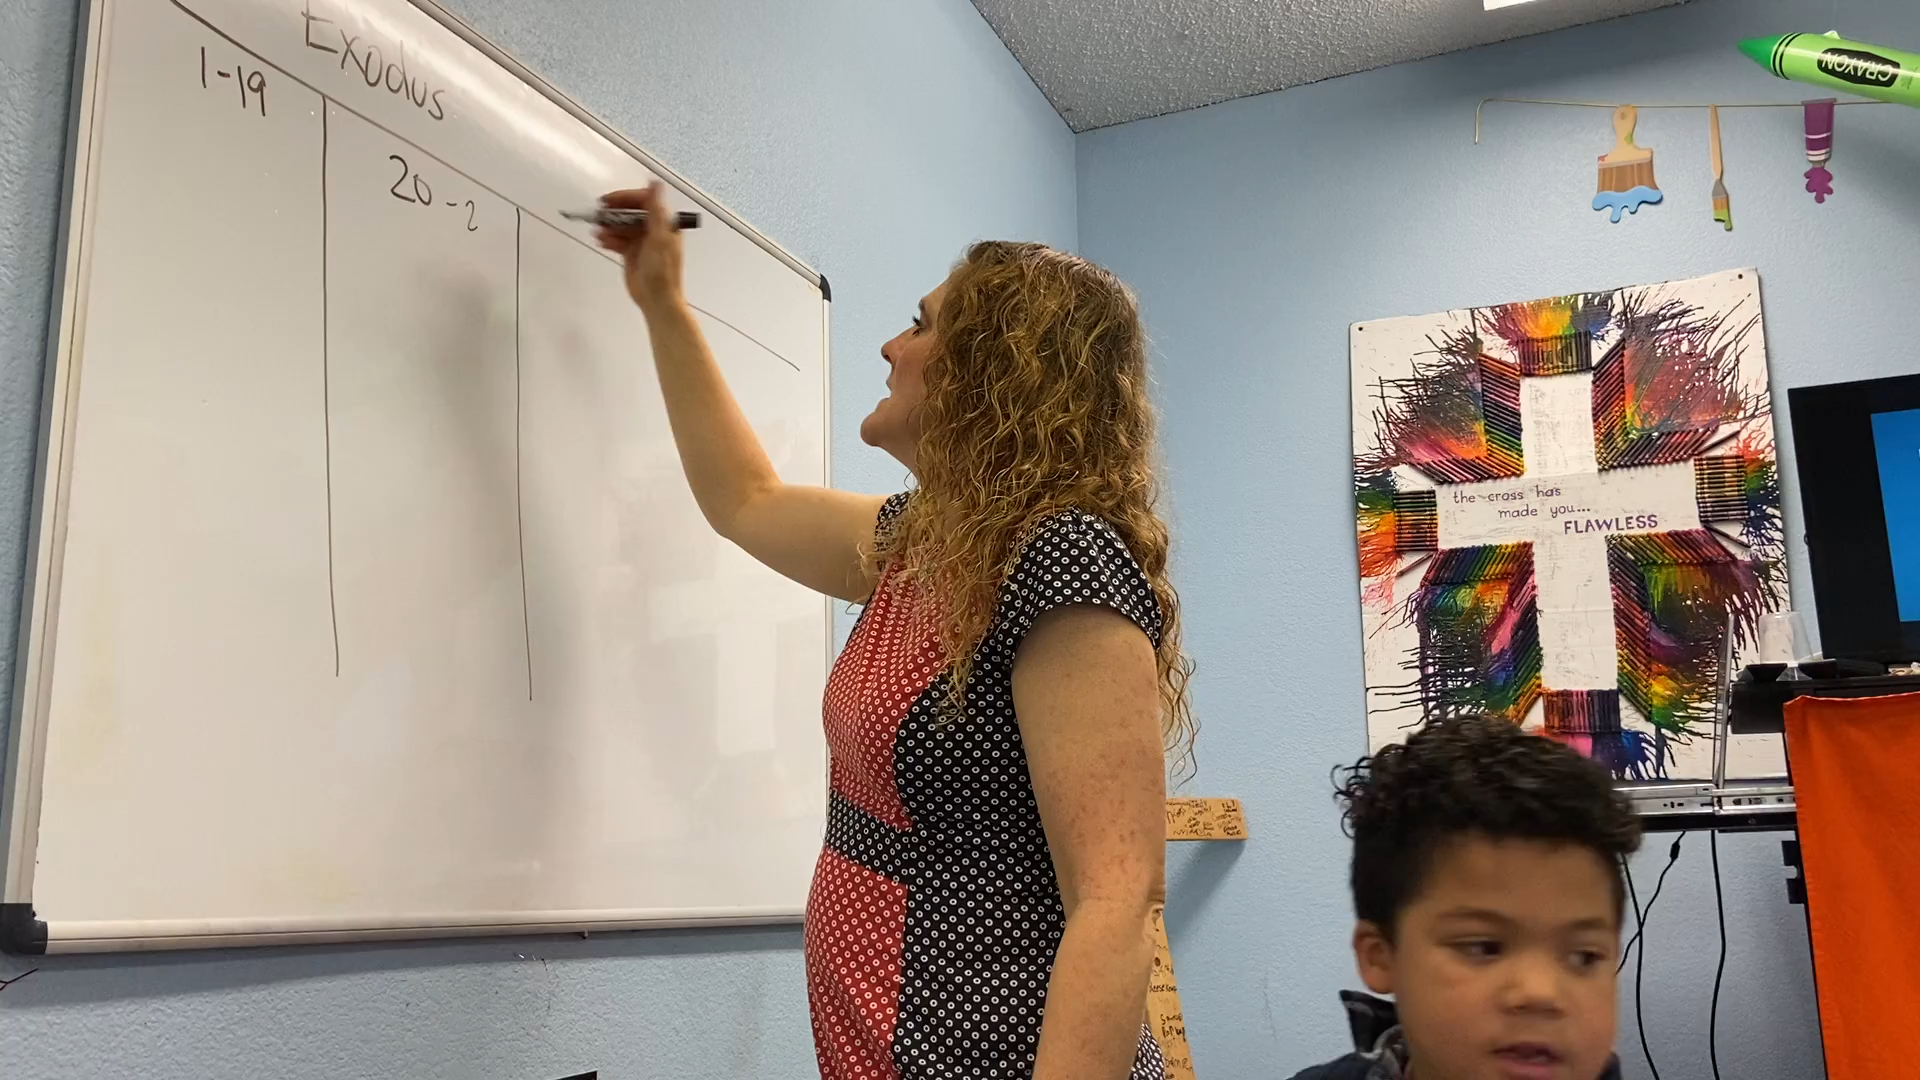 Exodus
1-19
20-2
CRAYON
the cross has
made you...
FLAWLESS